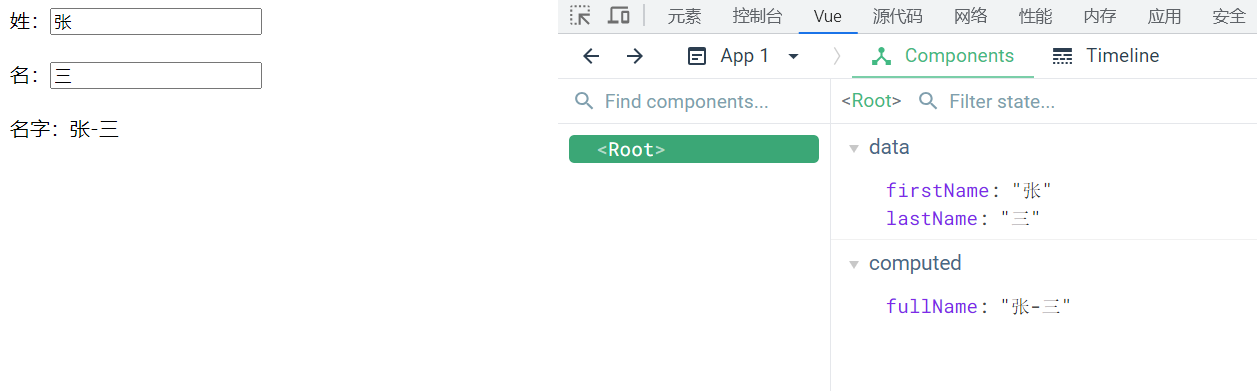 姓：张
名：三
名字：张-三
元素 控制台 Vue 源代码 网络 性能 内存 应用 安全
App 1 Components Timeline
Find components...
<Root> Filter state...
<Root>
data
firstName: "张"
lastName: "三"
computed
fullName: "张-三"